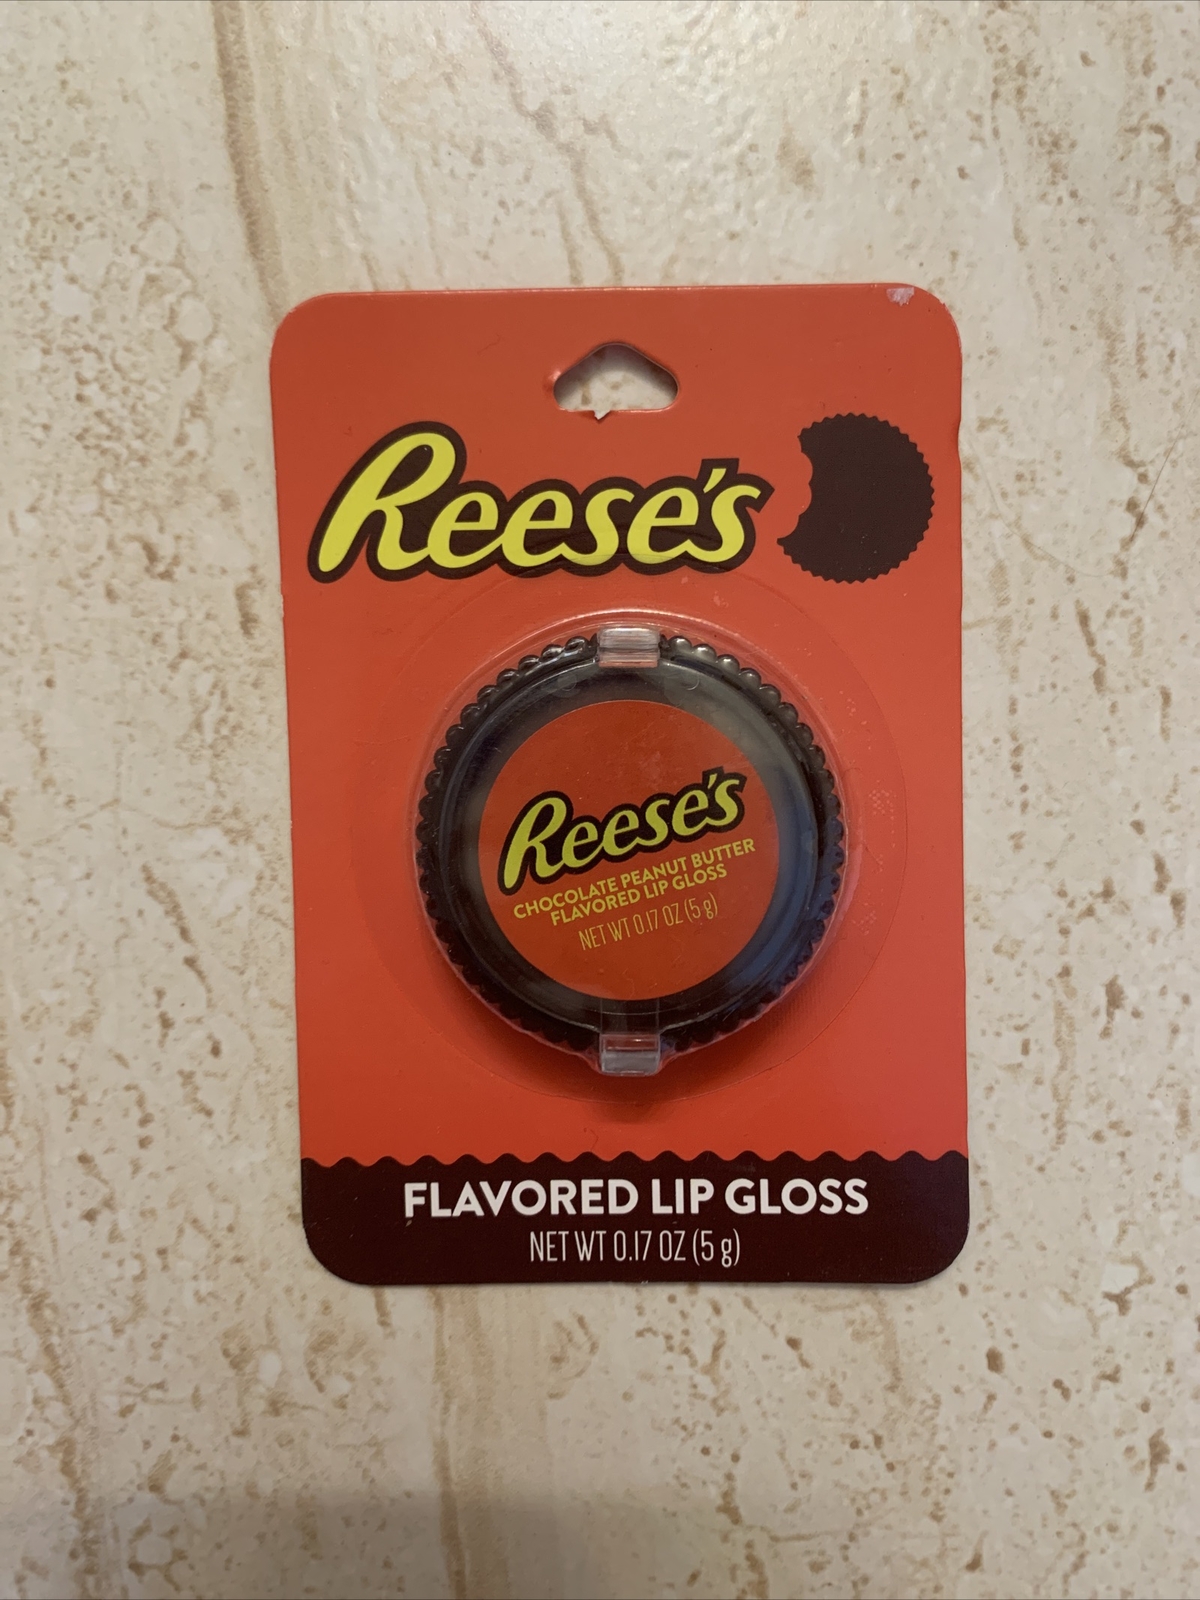 Reese's
Reese's
CHOCOLATE PEANUT BUTTER
FLAVORED LIP GLOSS
NET WT 0.17 OZ (5 g)
FLAVORED LIP GLOSS
NET WT 0.17 OZ (5 g)